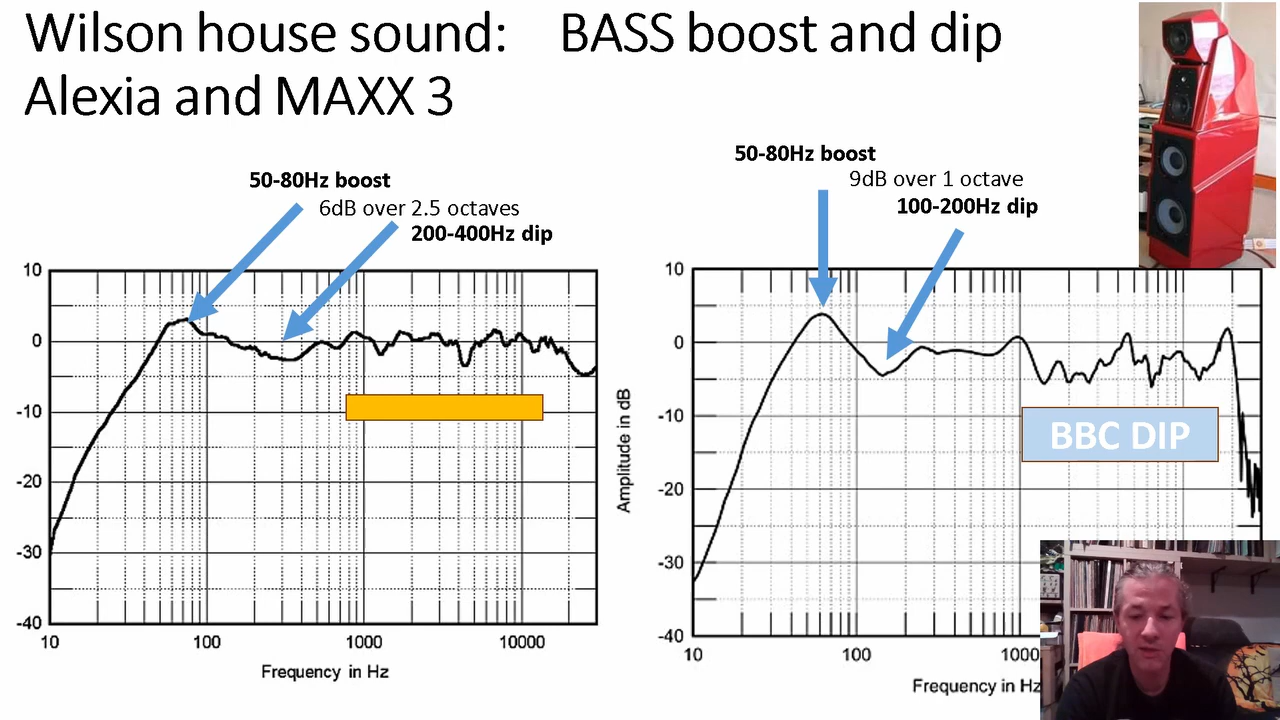 Wilson house sound: BASS boost and dip
Alexia and MAXX 3
50-80Hz boost
6dB over 2.5 octaves
200-400Hz dip
50-80Hz boost
9dB over 1 octave
100-200Hz dip
10
0
-10
-20
-30
-40
10 100 1000 10000
Frequency in Hz
Amplitude in dB
10
0
-10
-20
-30
-40
BBC DIP
10 100 1000
Frequency in Hz